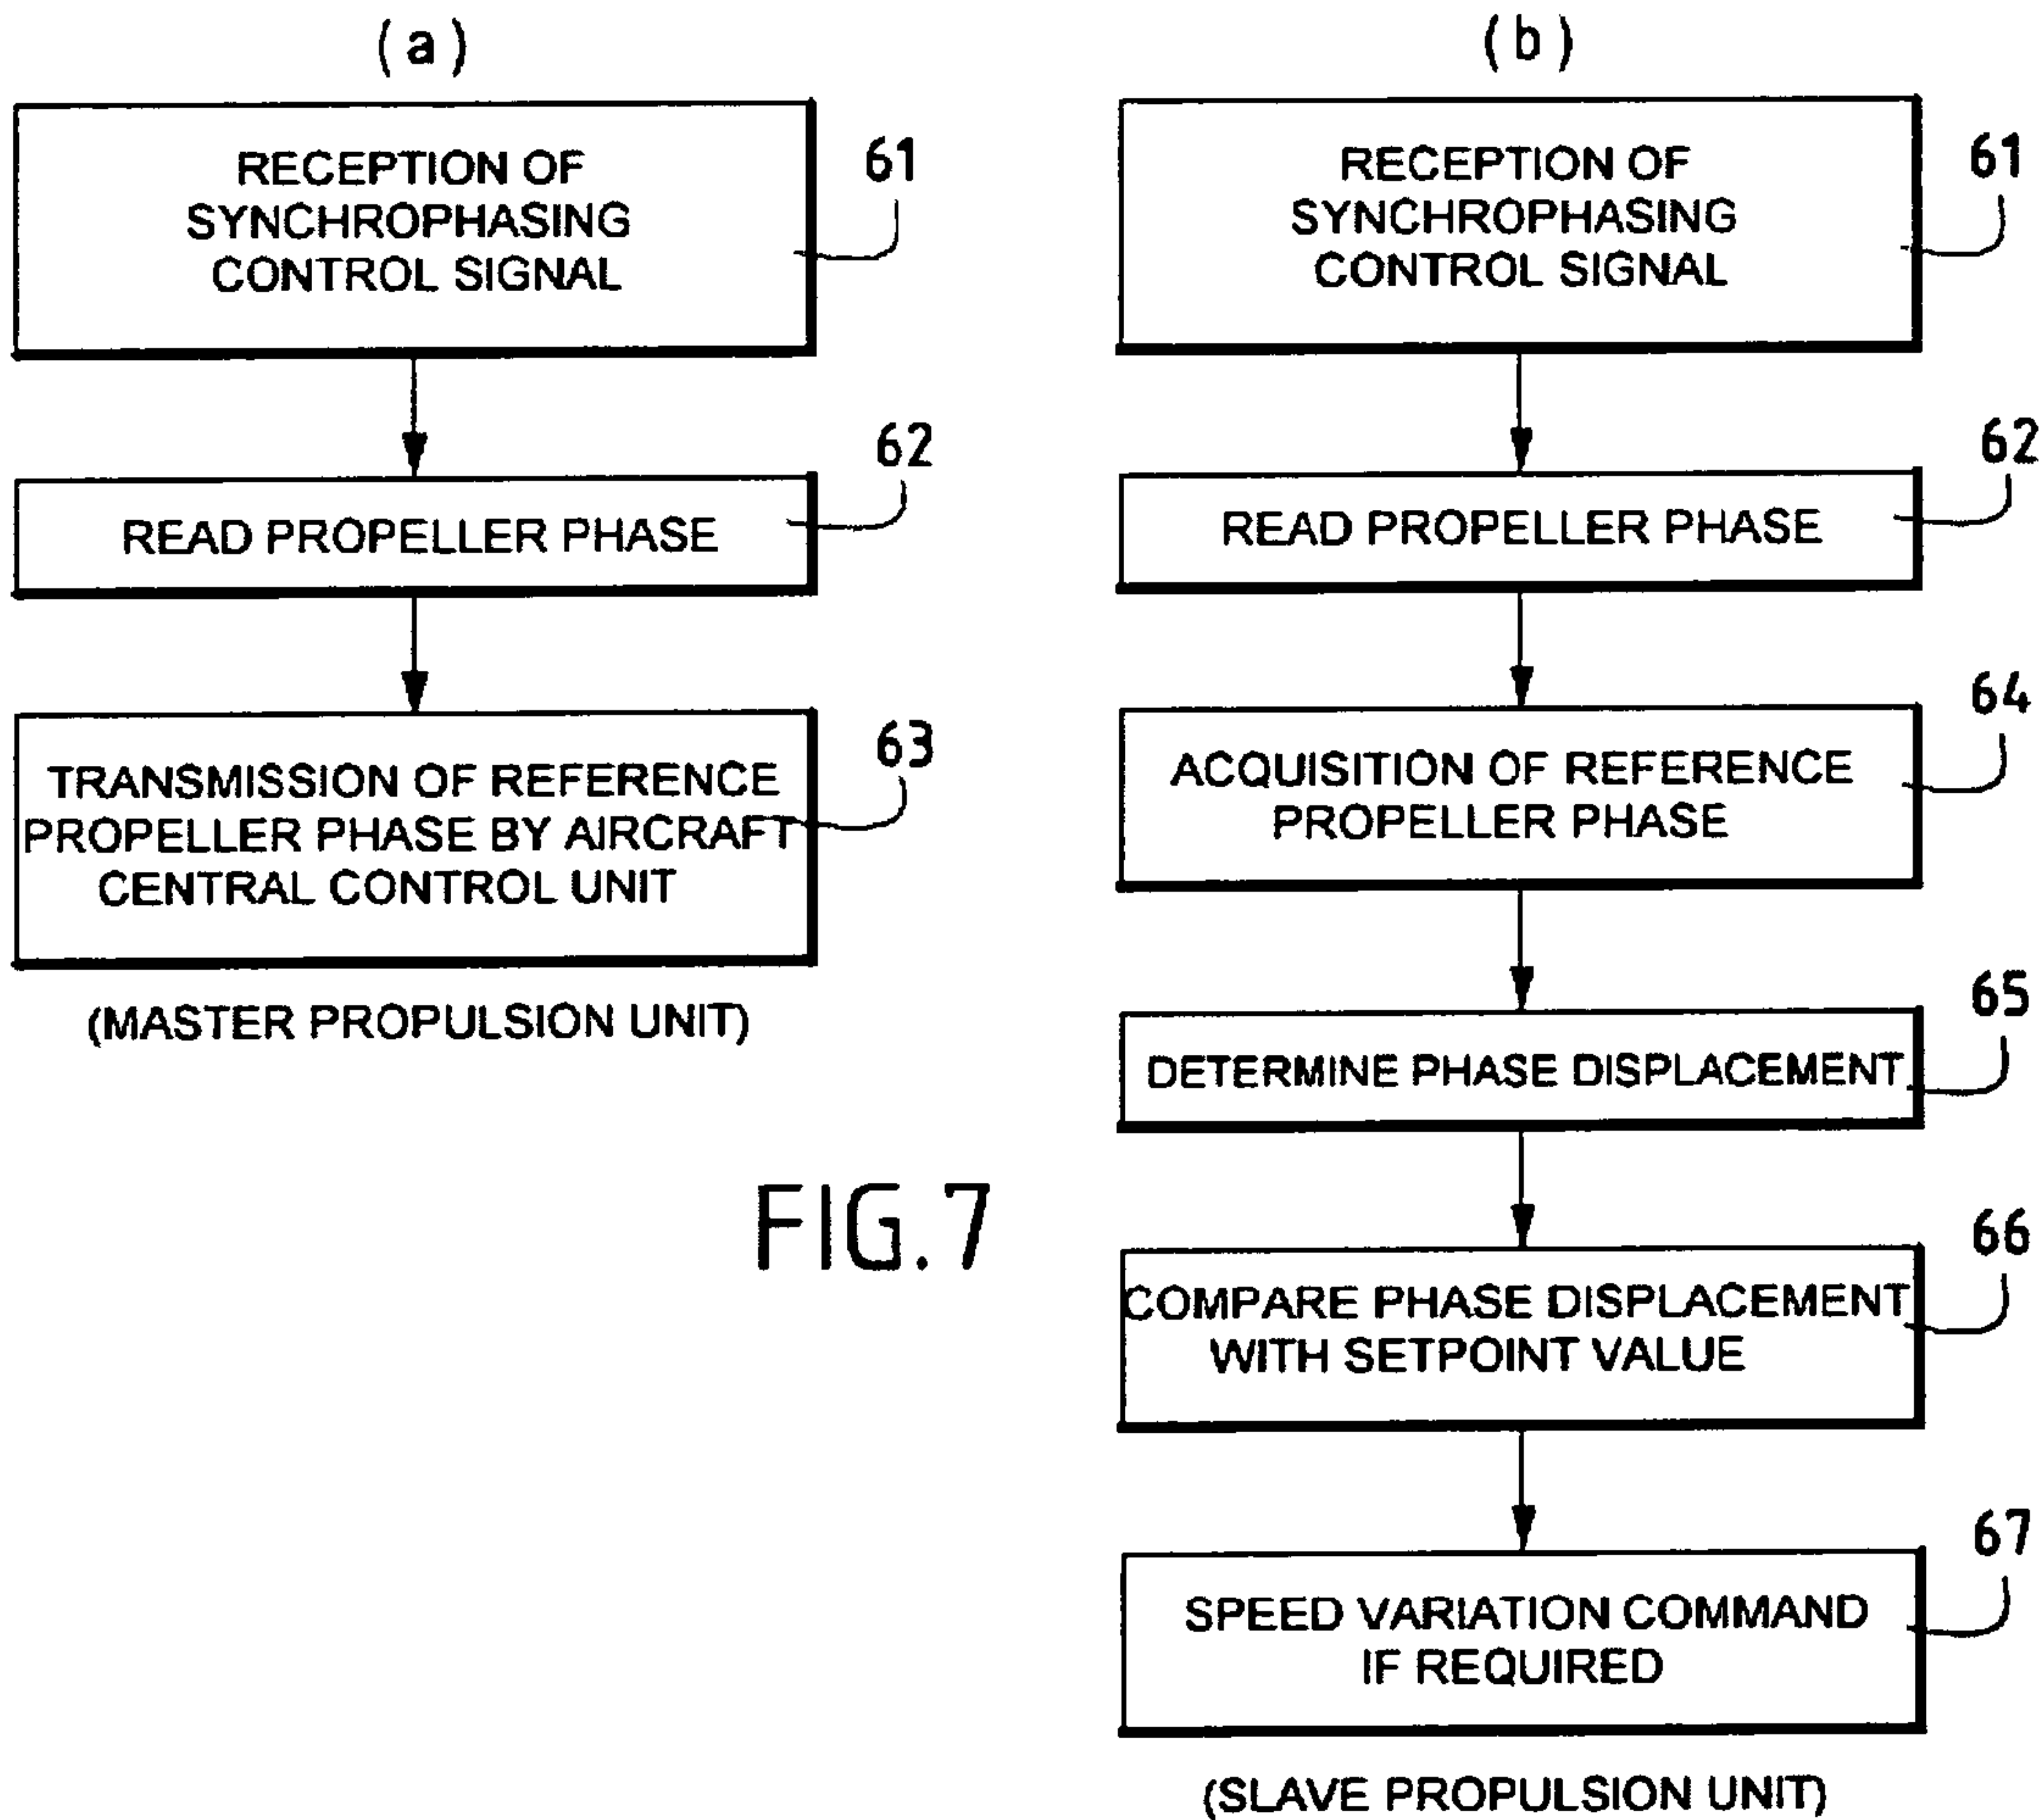 (a)
RECEPTION OF
SYNCHROPHASING
CONTROL SIGNAL
61
READ PROPELLER PHASE
62
TRANSMISSION OF REFERENCE
PROPELLER PHASE BY AIRCRAFT
CENTRAL CONTROL UNIT
63
(MASTER PROPULSION UNIT)
(b)
RECEPTION OF
SYNCHROPHASING
CONTROL SIGNAL
61
READ PROPELLER PHASE
62
ACQUISITION OF REFERENCE
PROPELLER PHASE
64
DETERMINE PHASE DISPLACEMENT
65
COMPARE PHASE DISPLACEMENT
WITH SETPOINT VALUE
66
SPEED VARIATION COMMAND
IF REQUIRED
67
(SLAVE PROPULSION UNIT)
FIG.7